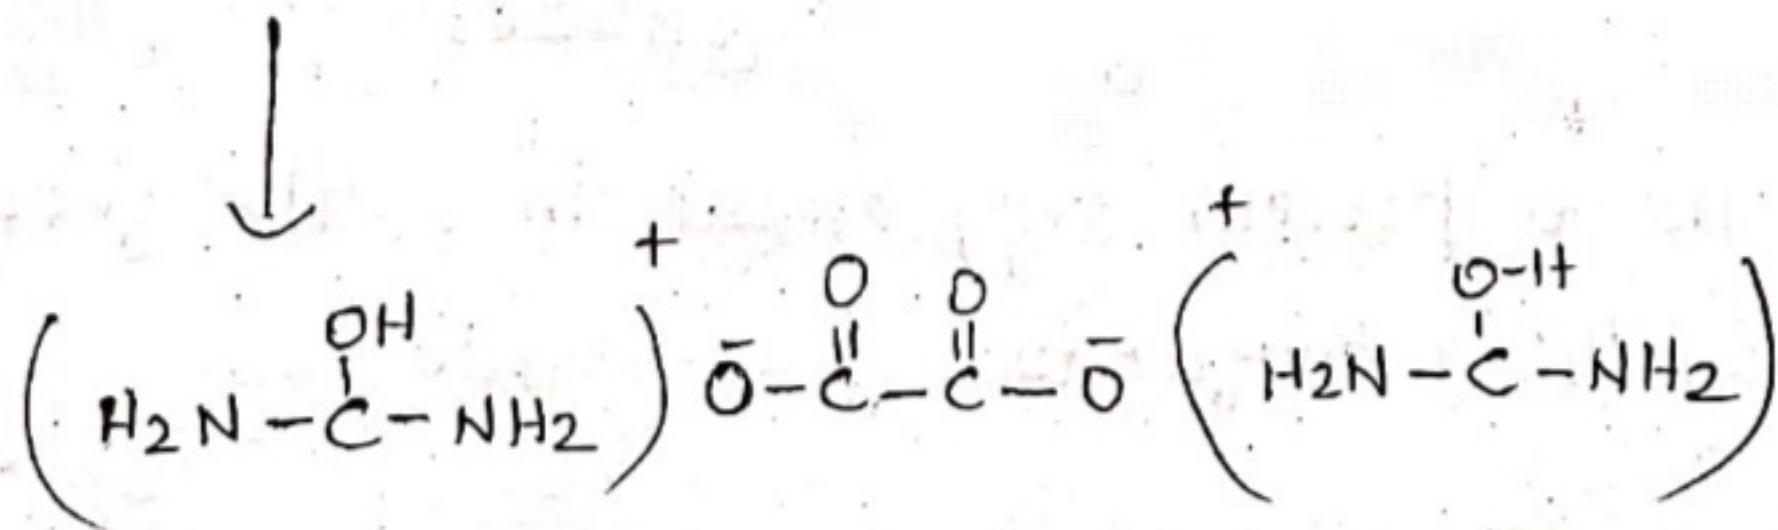 + +
O O O-H
OH
H2N-C-NH2 Ō-C-C-Ō H2N-C-NH2